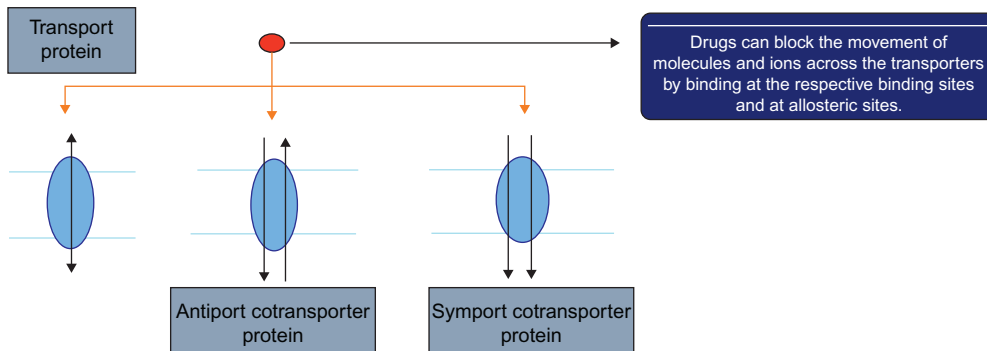 Transport
protein
Drugs can block the movement of
molecules and ions across the transporters
by binding at the respective binding sites
and at allosteric sites.
Antiport cotransporter
protein
Symport cotransporter
protein